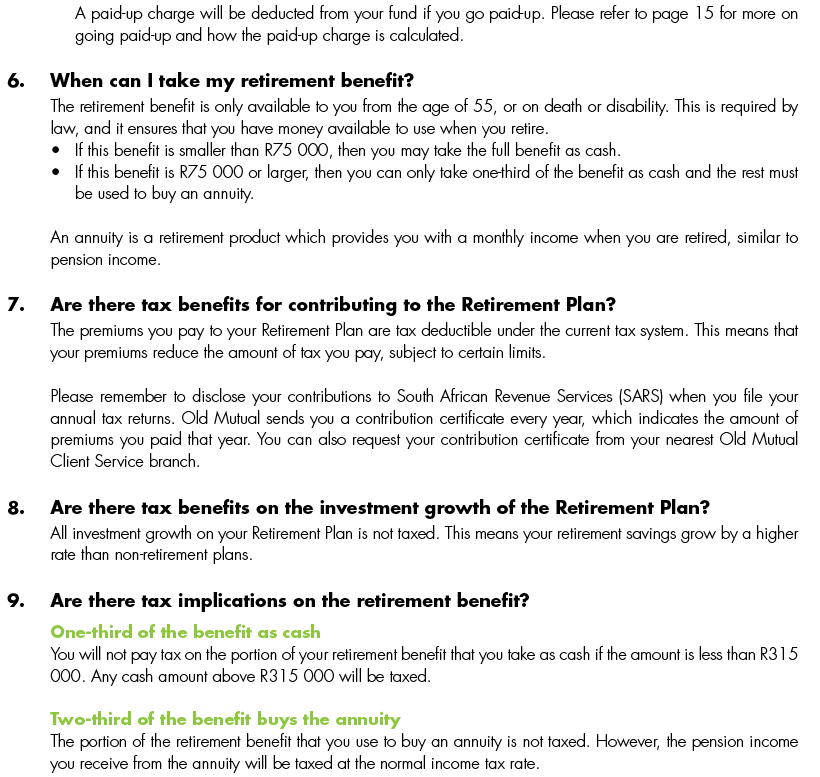 A paid-up charge will be deducted from your fund if you go paid-up. Please refer to page 15 for more on
going paid-up and how the paid-up charge is calculated.
6. When can I take my retirement benefit?
The retirement benefit is only available to you from the age of 55, or on death or disability. This is required by
law, and it ensures that you have money available to use when you retire.
• If this benefit is smaller than R75 000, then you may take the full benefit as cash.
• If this benefit is R75 000 or larger, then you can only take one-third of the benefit as cash and the rest must
be used to buy an annuity.
An annuity is a retirement product which provides you with a monthly income when you are retired, similar to
pension income.
7. Are there tax benefits for contributing to the Retirement Plan?
The premiums you pay to your Retirement Plan are tax deductible under the current tax system. This means that
your premiums reduce the amount of tax you pay, subject to certain limits.
Please remember to disclose your contributions to South African Revenue Services (SARS) when you file your
annual tax returns. Old Mutual sends you a contribution certificate every year, which indicates the amount of
premiums you paid that year. You can also request your contribution certificate from your nearest Old Mutual
Client Service branch.
8. Are there tax benefits on the investment growth of the Retirement Plan?
All investment growth on your Retirement Plan is not taxed. This means your retirement savings grow by a higher
rate than non-retirement plans.
9. Are there tax implications on the retirement benefit?
One-third of the benefit as cash
You will not pay tax on the portion of your retirement benefit that you take as cash if the amount is less than R315
000. Any cash amount above R315 000 will be taxed.
Two-third of the benefit buys the annuity
The portion of the retirement benefit that you use to buy an annuity is not taxed. However, the pension income
you receive from the annuity will be taxed at the normal income tax rate.